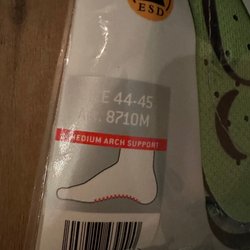 ESD
E 44-45
. 8710M
MEDIUM ARCH SUPPORT